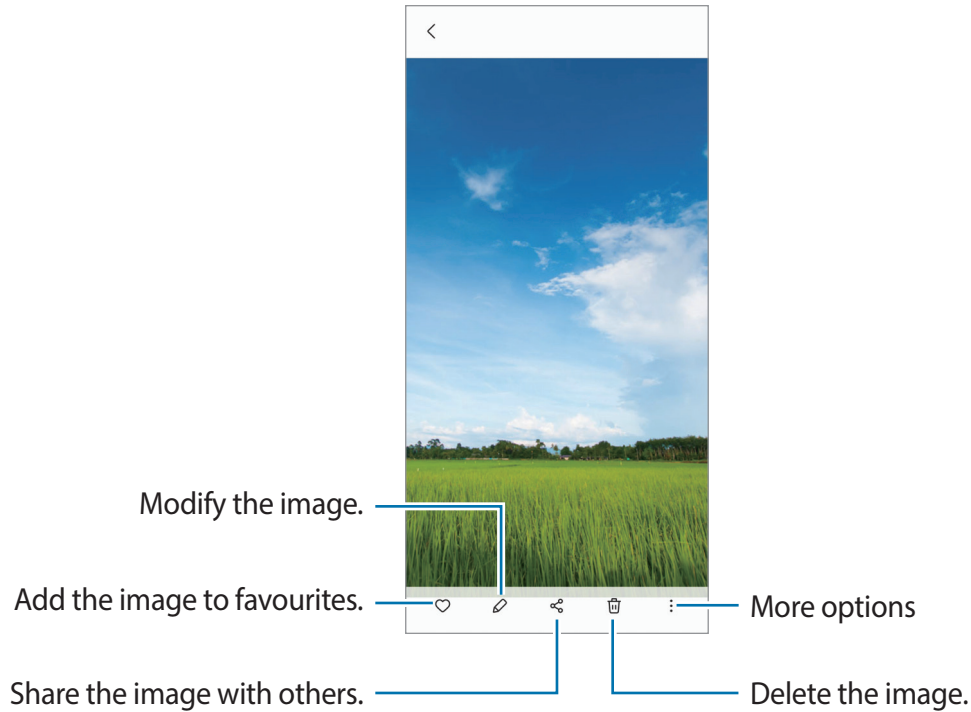 Modify the image.
Add the image to favourites.
More options
Share the image with others.
Delete the image.